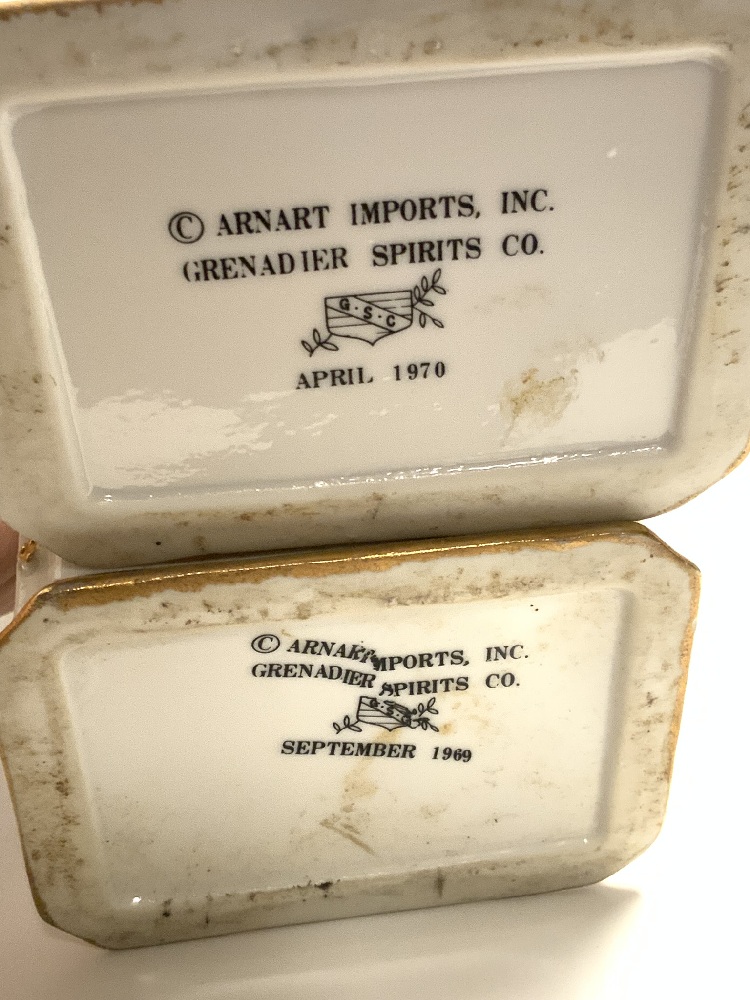 © ARNART IMPORTS, INC.
GRENADIER SPIRITS CO.
G·S·C
APRIL 1970
© ARNART IMPORTS, INC.
GRENADIER SPIRITS CO.
G·S·C
SEPTEMBER 1969